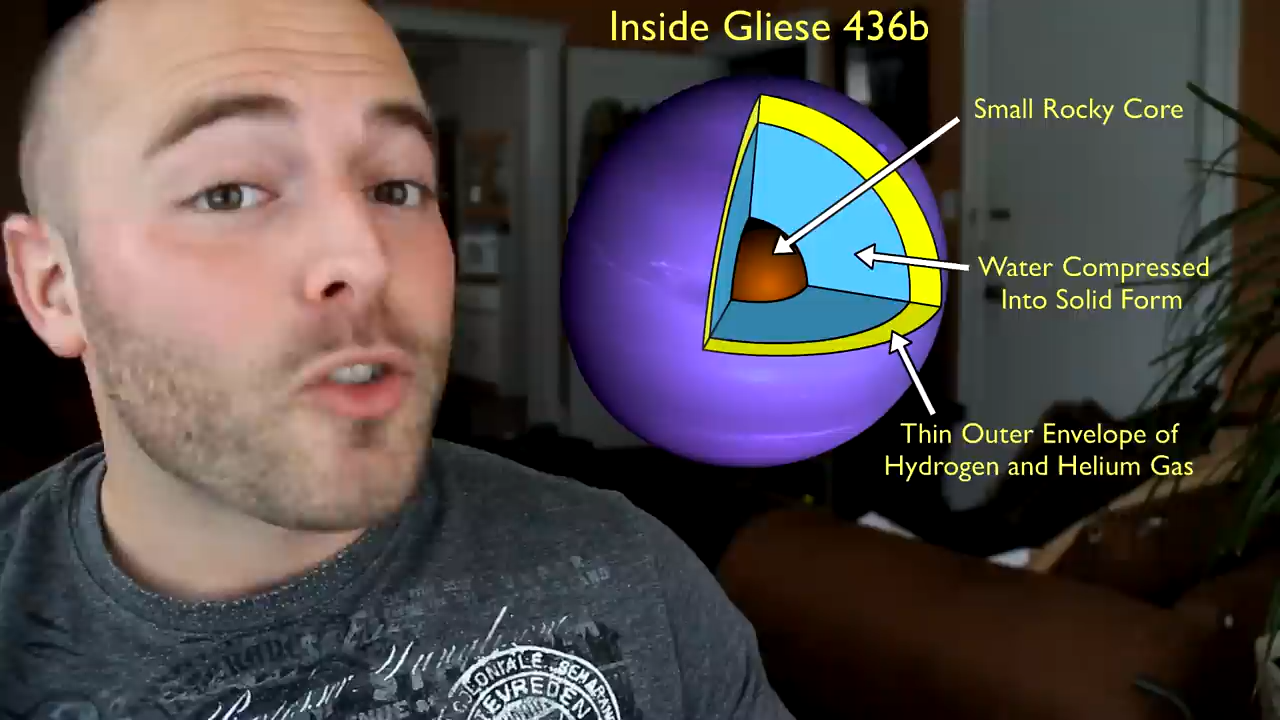 Inside Gliese 436b
Small Rocky Core
Water Compressed
Into Solid Form
Thin Outer Envelope of
Hydrogen and Helium Gas
TEVREDEN